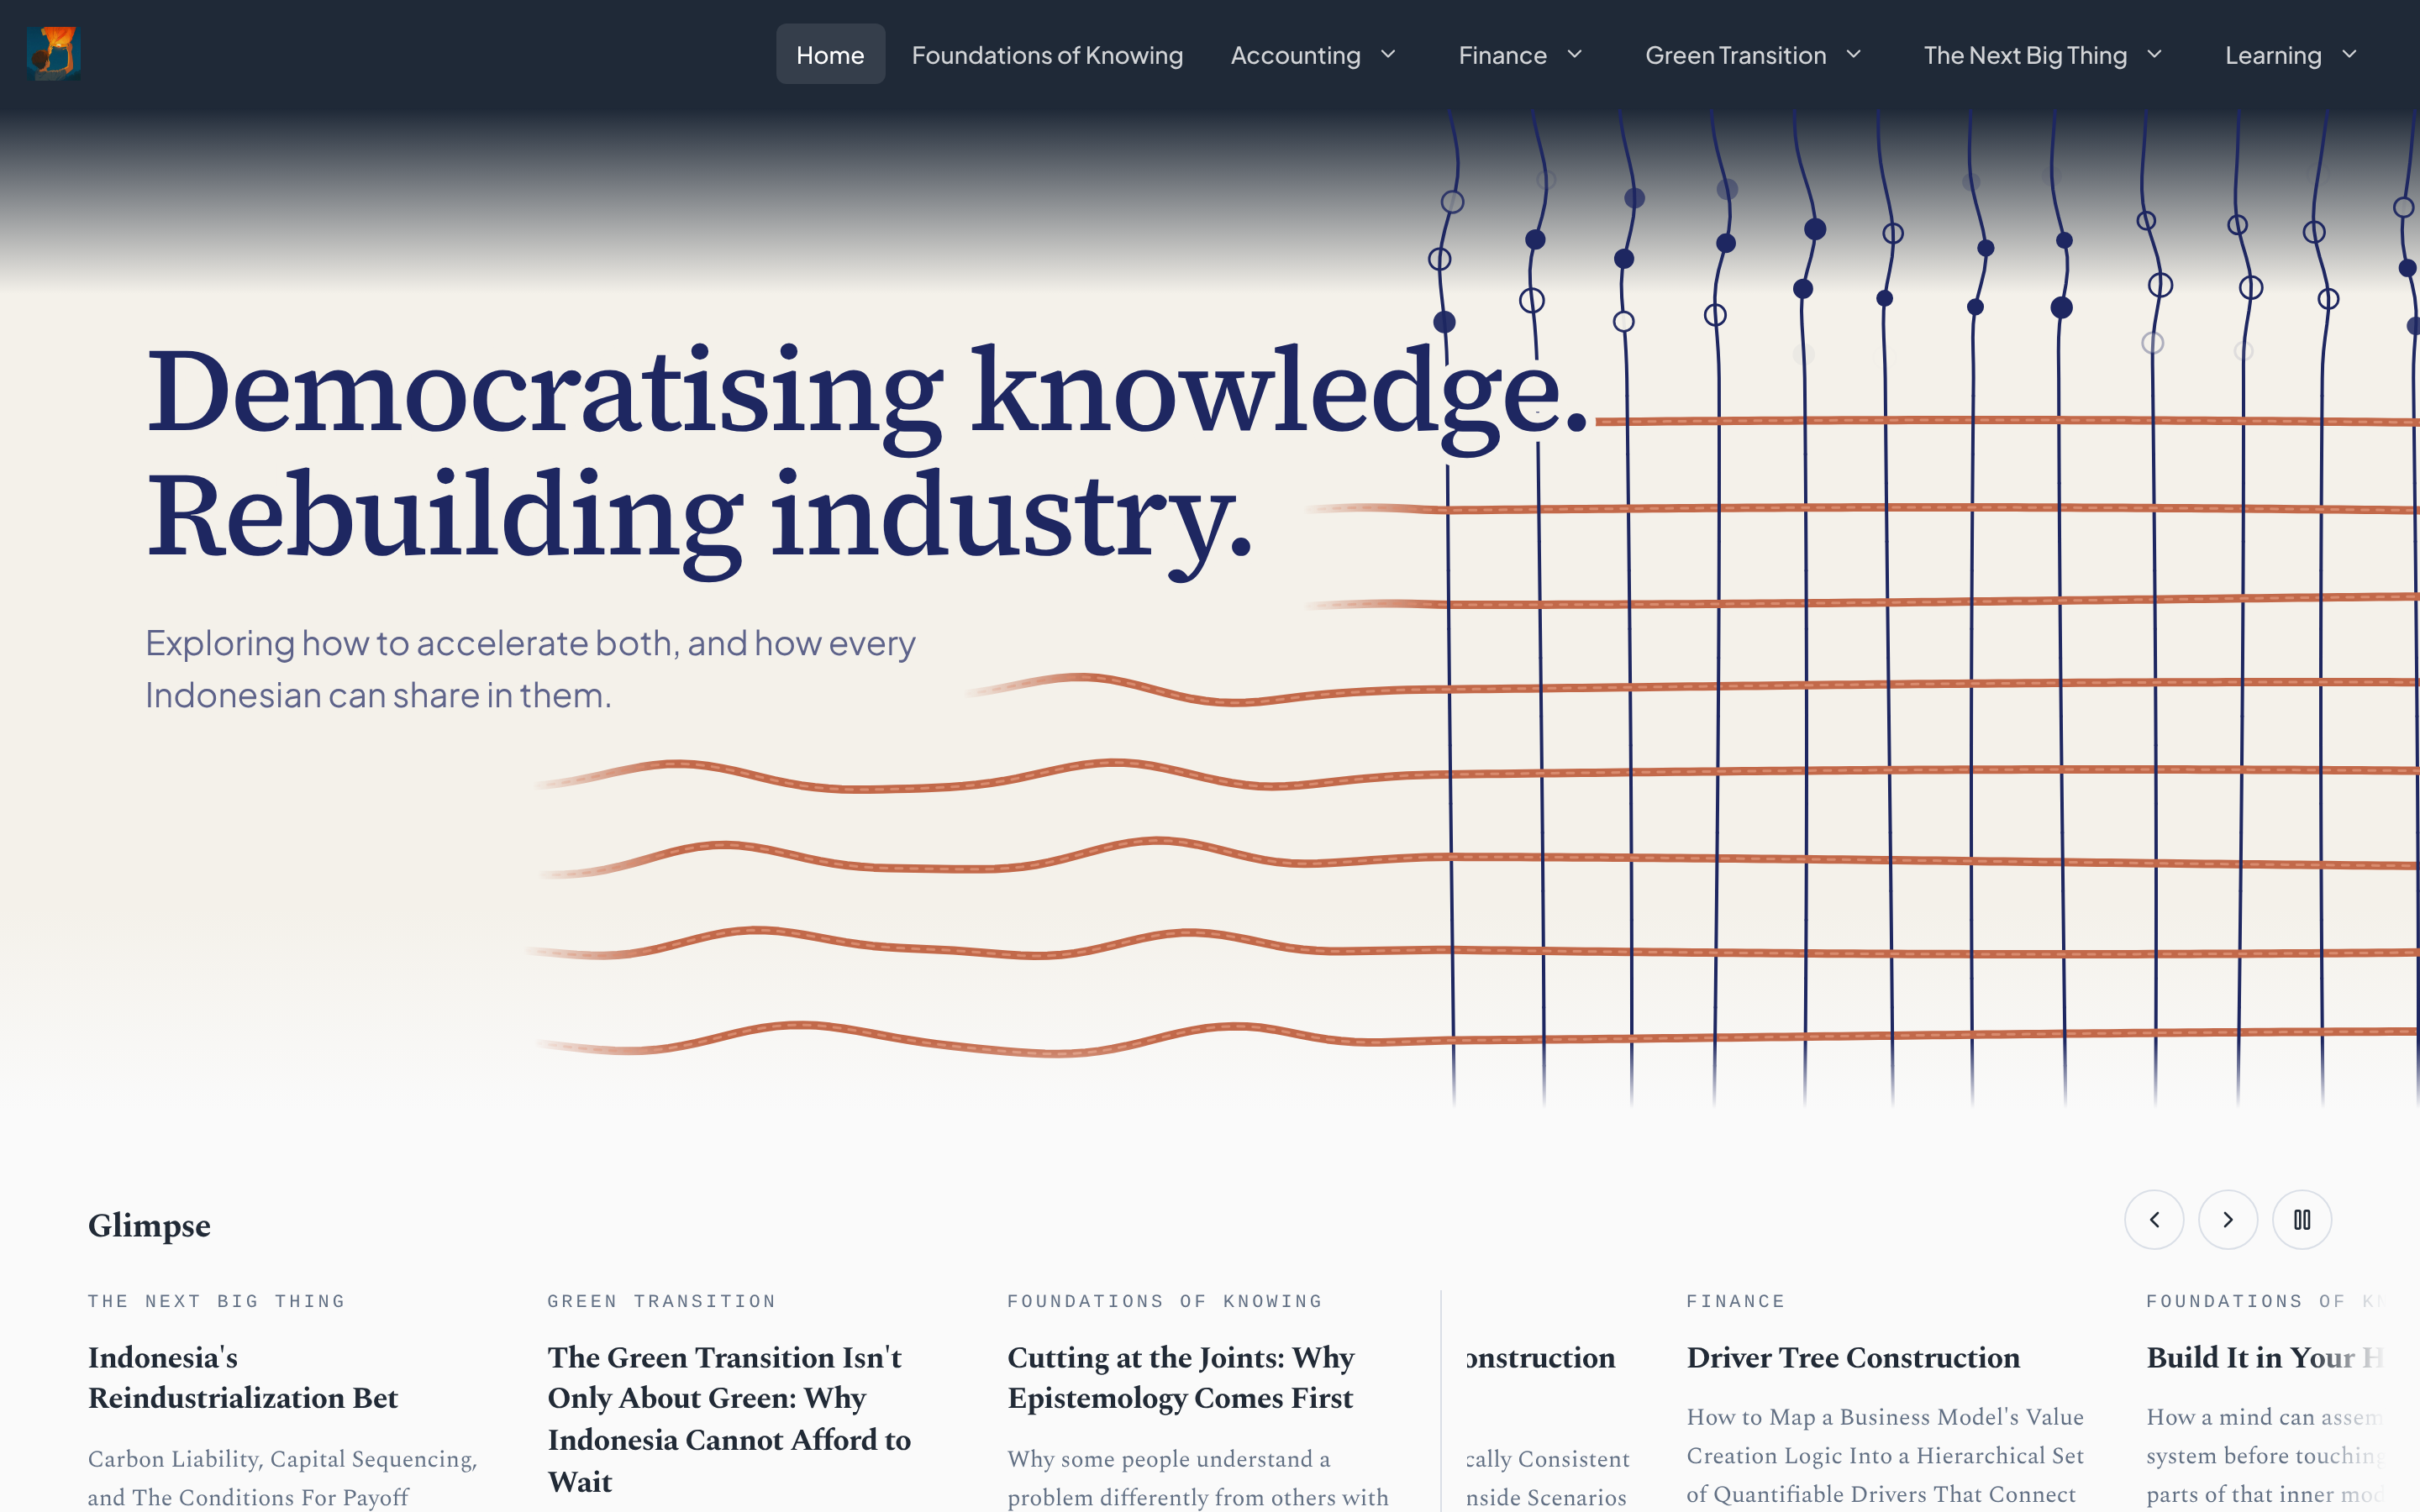 Home
Foundations of Knowing
Accounting
Finance
Green Transition
The Next Big Thing
Learning
Democratising knowledge.
Rebuilding industry.
Exploring how to accelerate both, and how every
Indonesian can share in them.
Glimpse
THE NEXT BIG THING
Indonesia's
Reindustrialization Bet
Carbon Liability, Capital Sequencing,
and The Conditions For Payoff
GREEN TRANSITION
The Green Transition Isn't
Only About Green: Why
Indonesia Cannot Afford to
Wait
FOUNDATIONS OF KNOWING
Cutting at the Joints: Why
Epistemology Comes First
Why some people understand a
problem differently from others with
onstruction
cally Consistent
nside Scenarios
FINANCE
Driver Tree Construction
How to Map a Business Model's Value
Creation Logic Into a Hierarchical Set
of Quantifiable Drivers That Connect
FOUNDATIONS OF KN
Build It in Your H
How a mind can assem
system before touching
parts of that inner mod